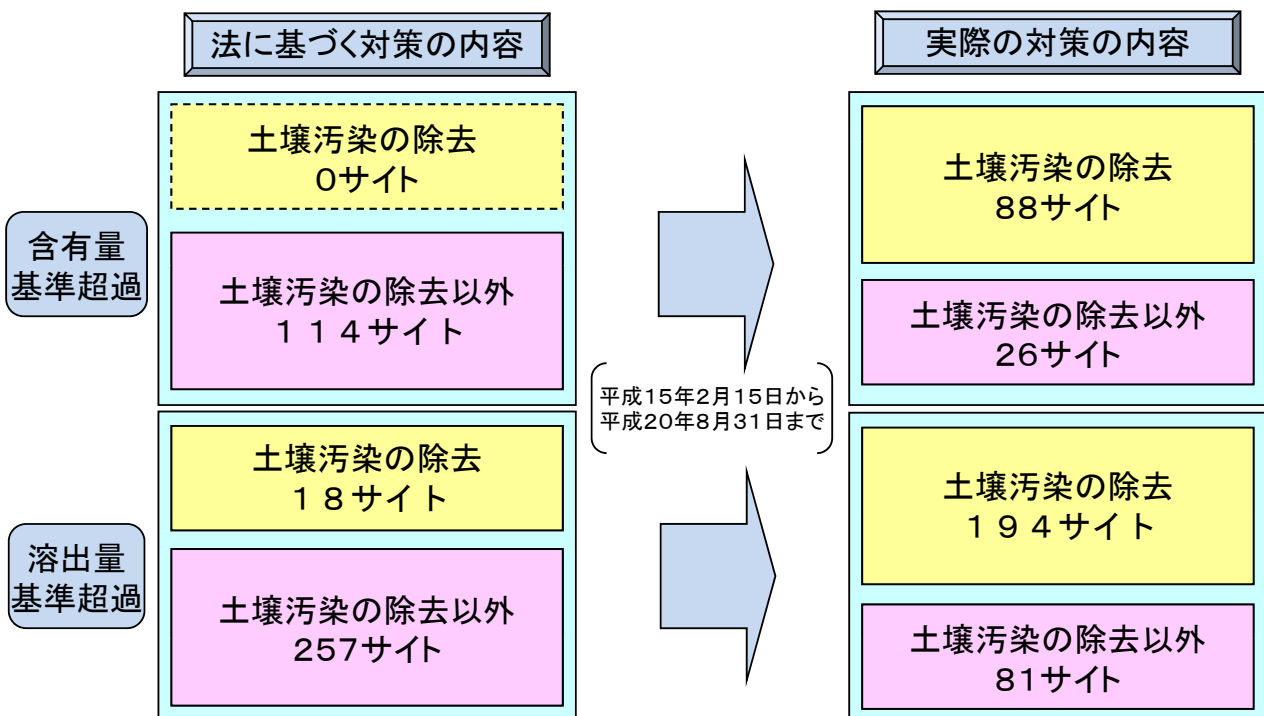 法に基づく対策の内容
実際の対策の内容
含有量
基準超過
土壌汚染の除去
0サイト
土壌汚染の除去以外
114サイト
土壌汚染の除去
88サイト
土壌汚染の除去以外
26サイト
平成15年2月15日から
平成20年8月31日まで
溶出量
基準超過
土壌汚染の除去
18サイト
土壌汚染の除去以外
257サイト
土壌汚染の除去
194サイト
土壌汚染の除去以外
81サイト